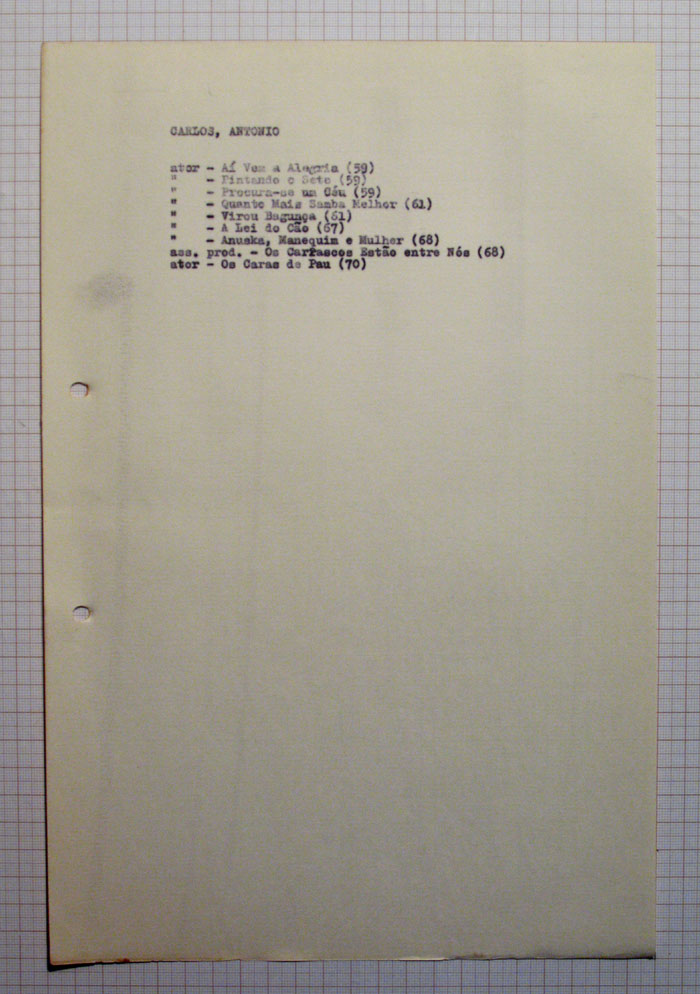 CARLOS, ANTONIO
ator - Aí Vem a Alegria (59)
" - Pintando o Sete (59)
" - Procura-se um Céu (59)
" - Quanto Mais Samba Melhor (61)
" - Virou Bagunça (61)
" - A Lei do Cão (67)
" - Anuska, Manequim e Mulher (68)
ass. prod. - Os Carrascos Estão entre Nós (68)
ator - Os Caras de Pau (70)